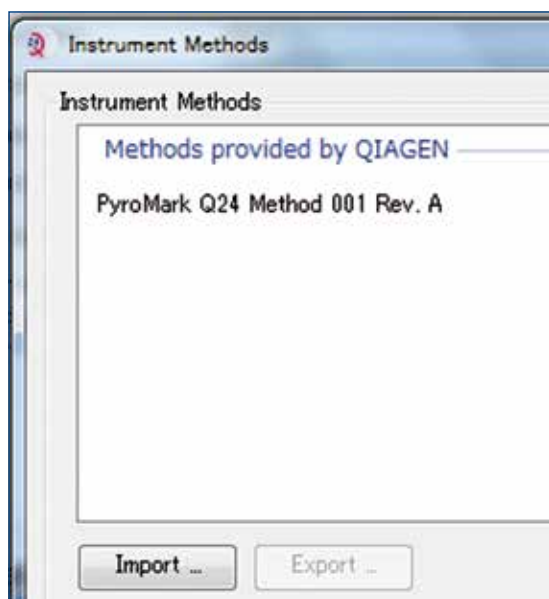 Instrument Methods
Instrument Methods
Methods provided by QIAGEN
PyroMark Q24 Method 001 Rev. A
Import ...
Export ...